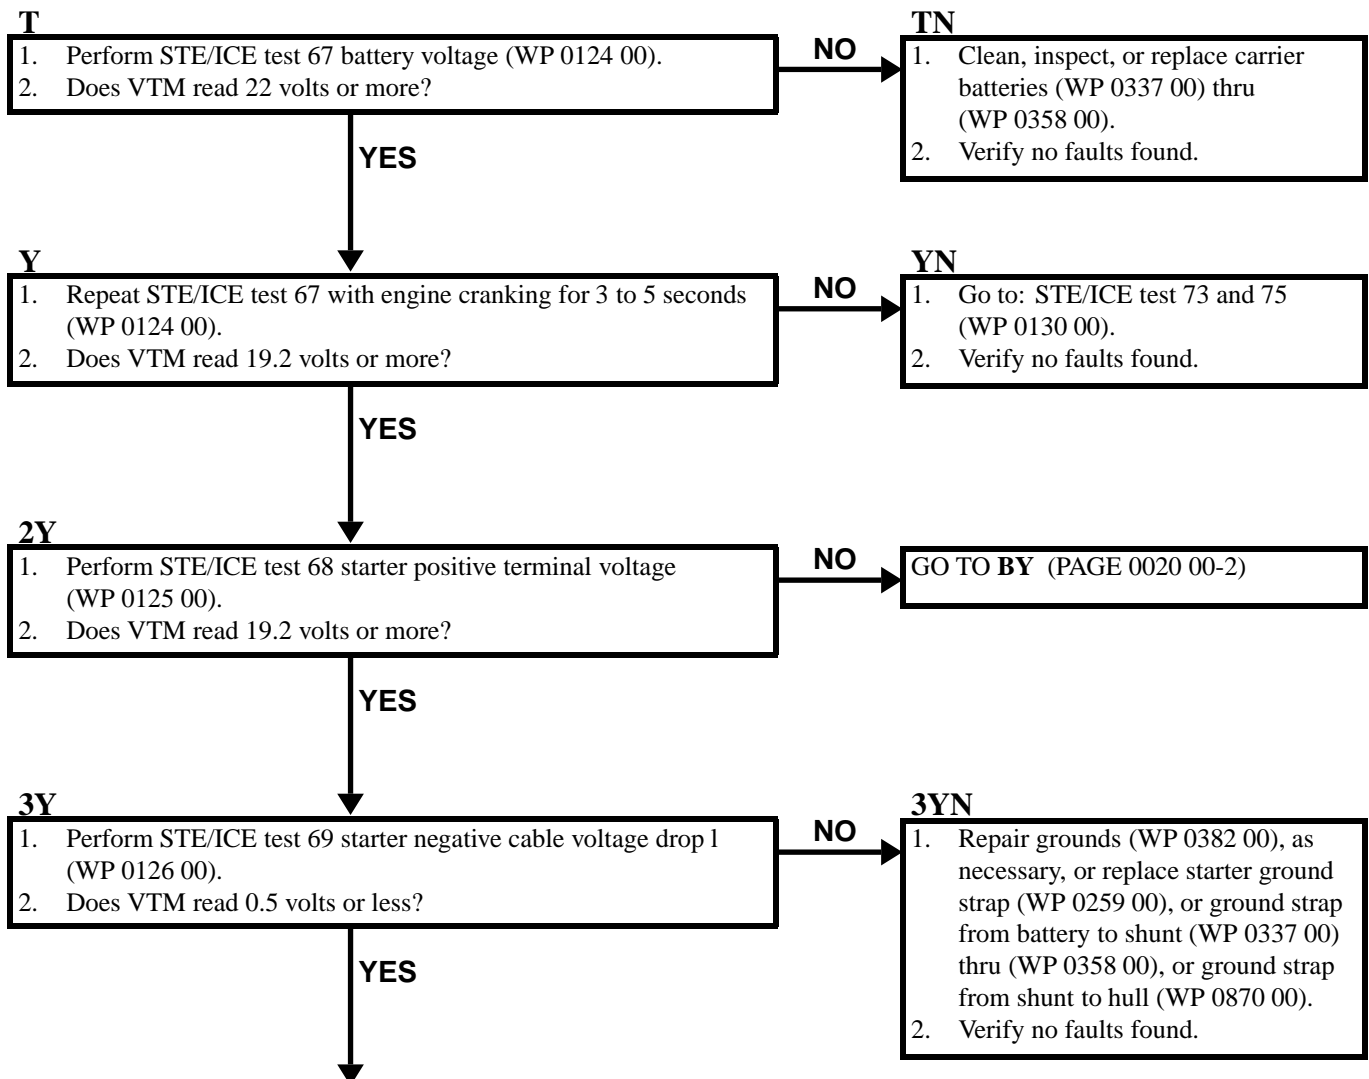 T
1. Perform STE/ICE test 67 battery voltage (WP 0124 00).
2. Does VTM read 22 volts or more?
NO
TN
1. Clean, inspect, or replace carrier
batteries (WP 0337 00) thru
(WP 0358 00).
2. Verify no faults found.
YES
Y
1. Repeat STE/ICE test 67 with engine cranking for 3 to 5 seconds
(WP 0124 00).
2. Does VTM read 19.2 volts or more?
NO
YN
1. Go to: STE/ICE test 73 and 75
(WP 0130 00).
2. Verify no faults found.
YES
2Y
1. Perform STE/ICE test 68 starter positive terminal voltage
(WP 0125 00).
2. Does VTM read 19.2 volts or more?
NO
GO TO BY (PAGE 0020 00-2)
YES
3Y
1. Perform STE/ICE test 69 starter negative cable voltage drop l
(WP 0126 00).
2. Does VTM read 0.5 volts or less?
NO
3YN
1. Repair grounds (WP 0382 00), as
necessary, or replace starter ground
strap (WP 0259 00), or ground strap
from battery to shunt (WP 0337 00)
thru (WP 0358 00), or ground strap
from shunt to hull (WP 0870 00).
2. Verify no faults found.
YES